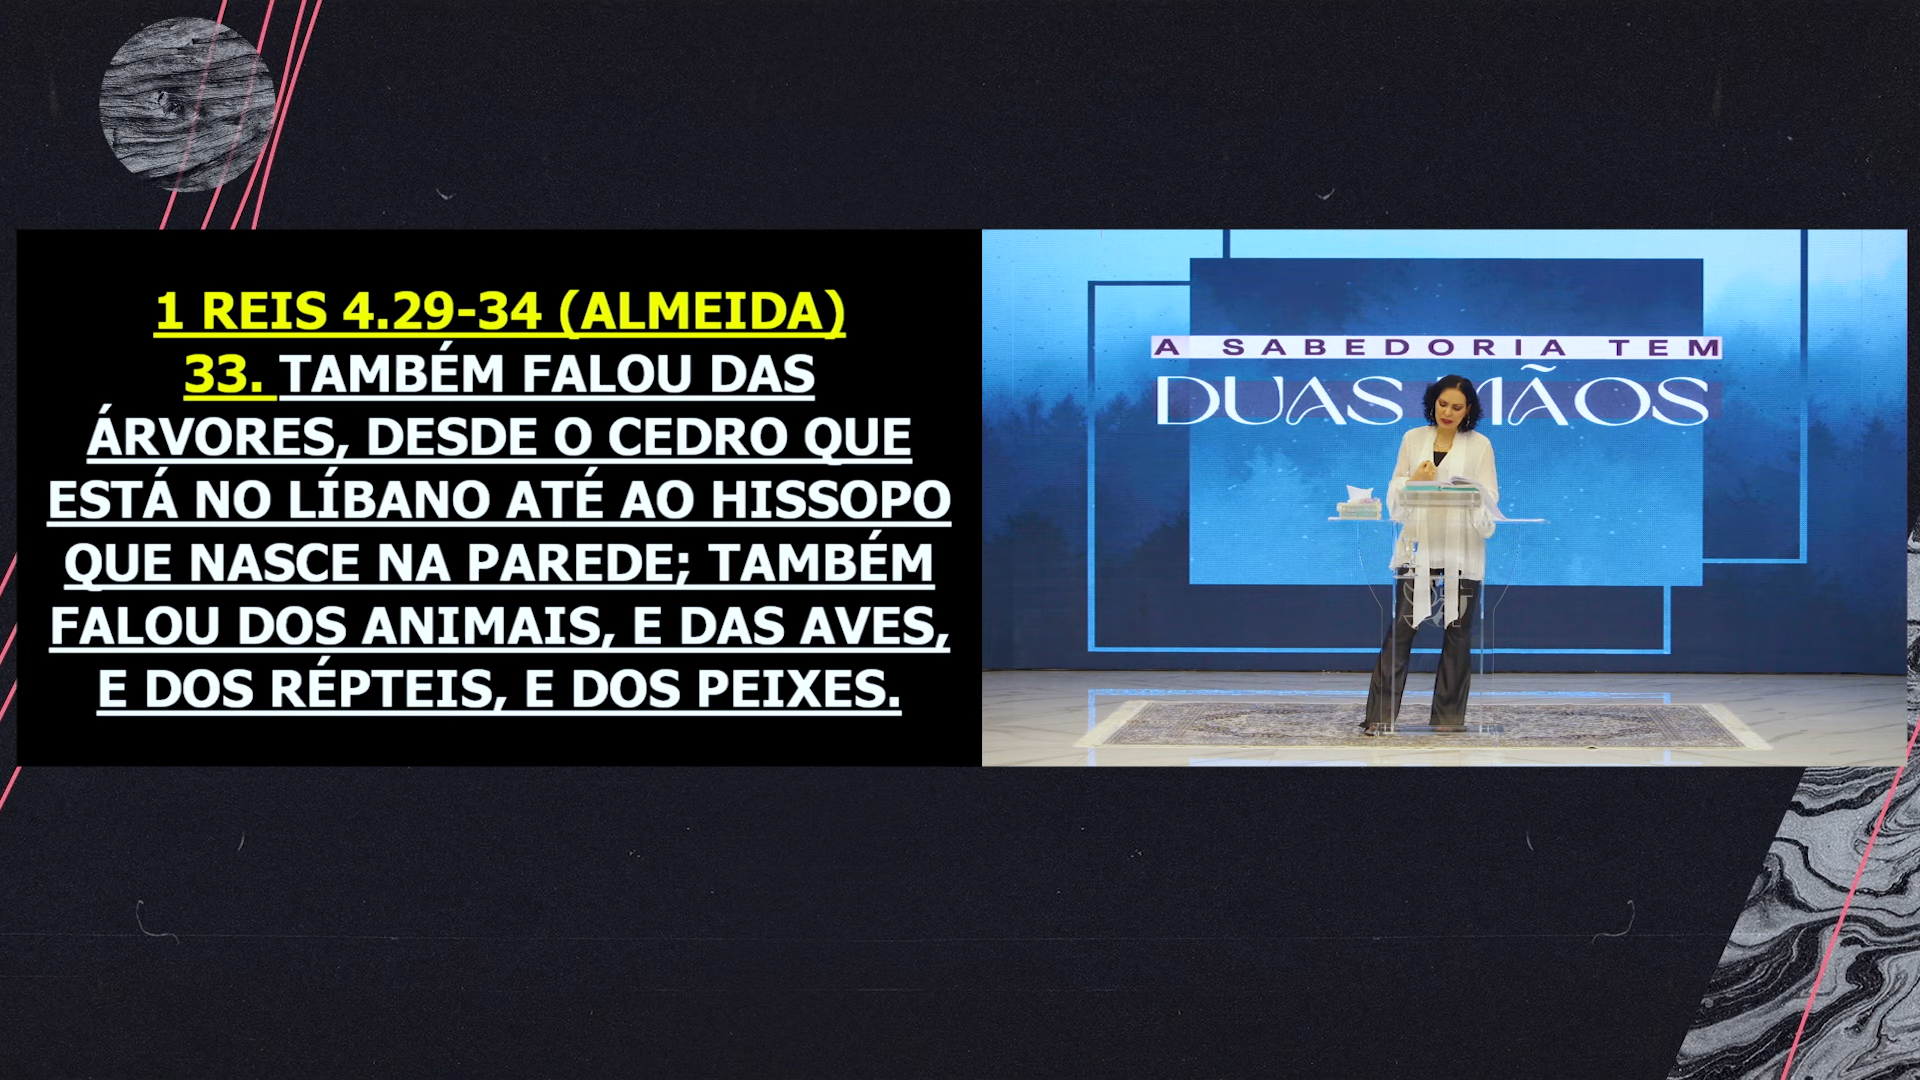 1 REIS 4.29-34 (ALMEIDA)
33. TAMBÉM FALOU DAS
ÁRVORES, DESDE O CEDRO QUE
ESTÁ NO LÍBANO ATÉ AO HISSOPO
QUE NASCE NA PAREDE; TAMBÉM
FALOU DOS ANIMAIS, E DAS AVES,
E DOS RÉPTEIS, E DOS PEIXES.
A SABEDORIA TEM
DUAS MÃOS